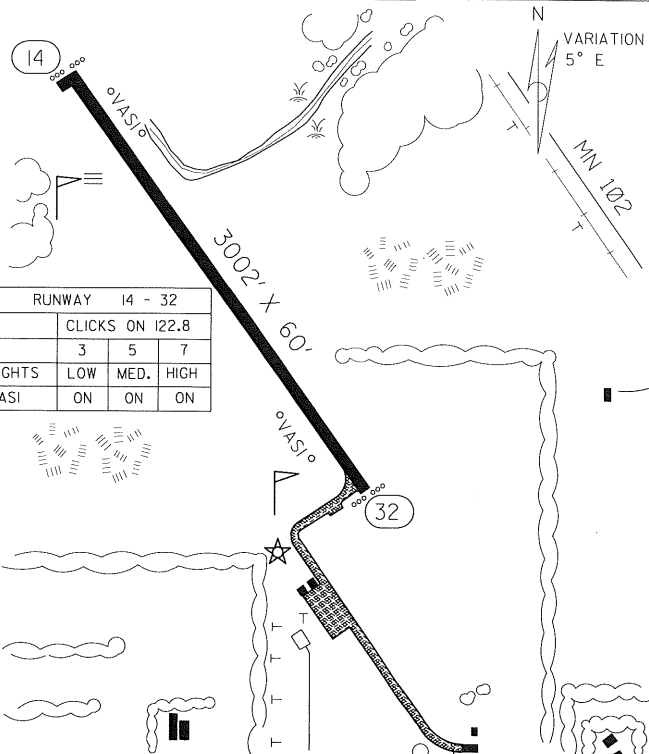 14
VASI
N
VARIATION
5° E
MN 102
3002' X 60'
RUNWAY 14 - 32
CLICKS ON 122.8
3 5 7
GHTS LOW MED. HIGH
ASI ON ON ON
VASI
32